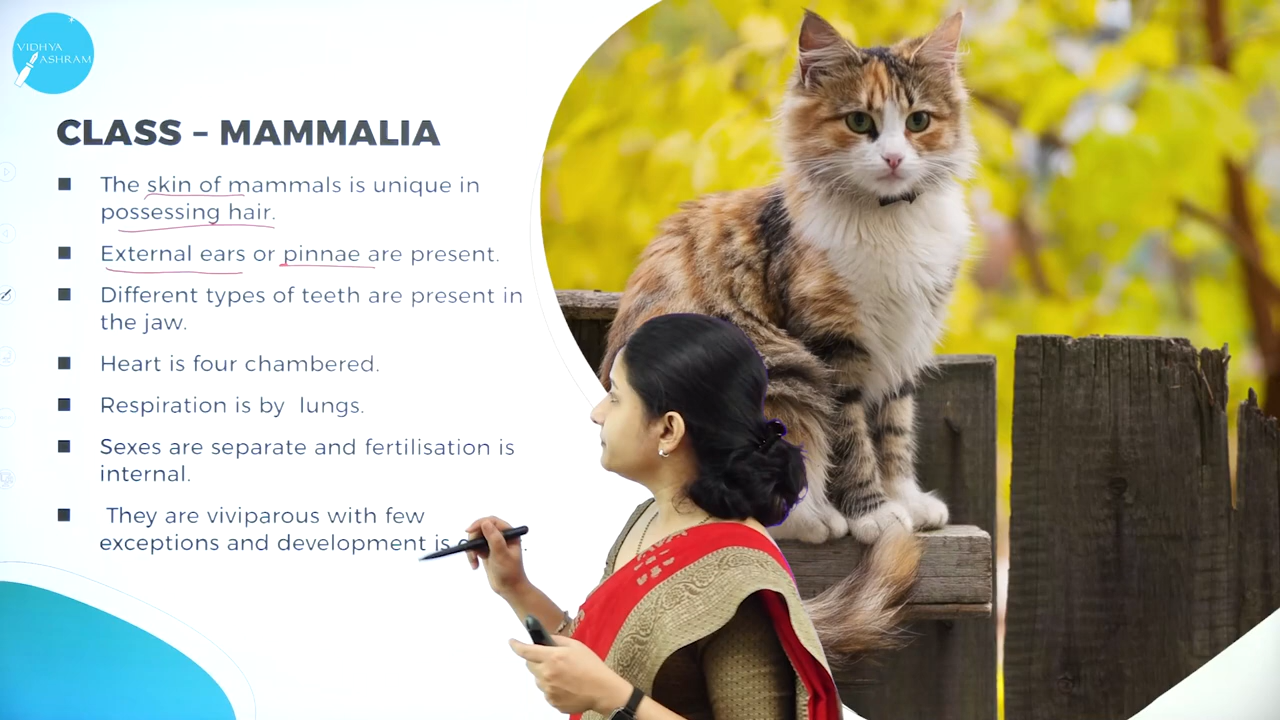 VIDHYA
ASHRAM
CLASS – MAMMALIA
The skin of mammals is unique in
possessing hair.
External ears or pinnae are present.
Different types of teeth are present in
the jaw.
Heart is four chambered.
Respiration is by lungs.
Sexes are separate and fertilisation is
internal.
They are viviparous with few
exceptions and development is